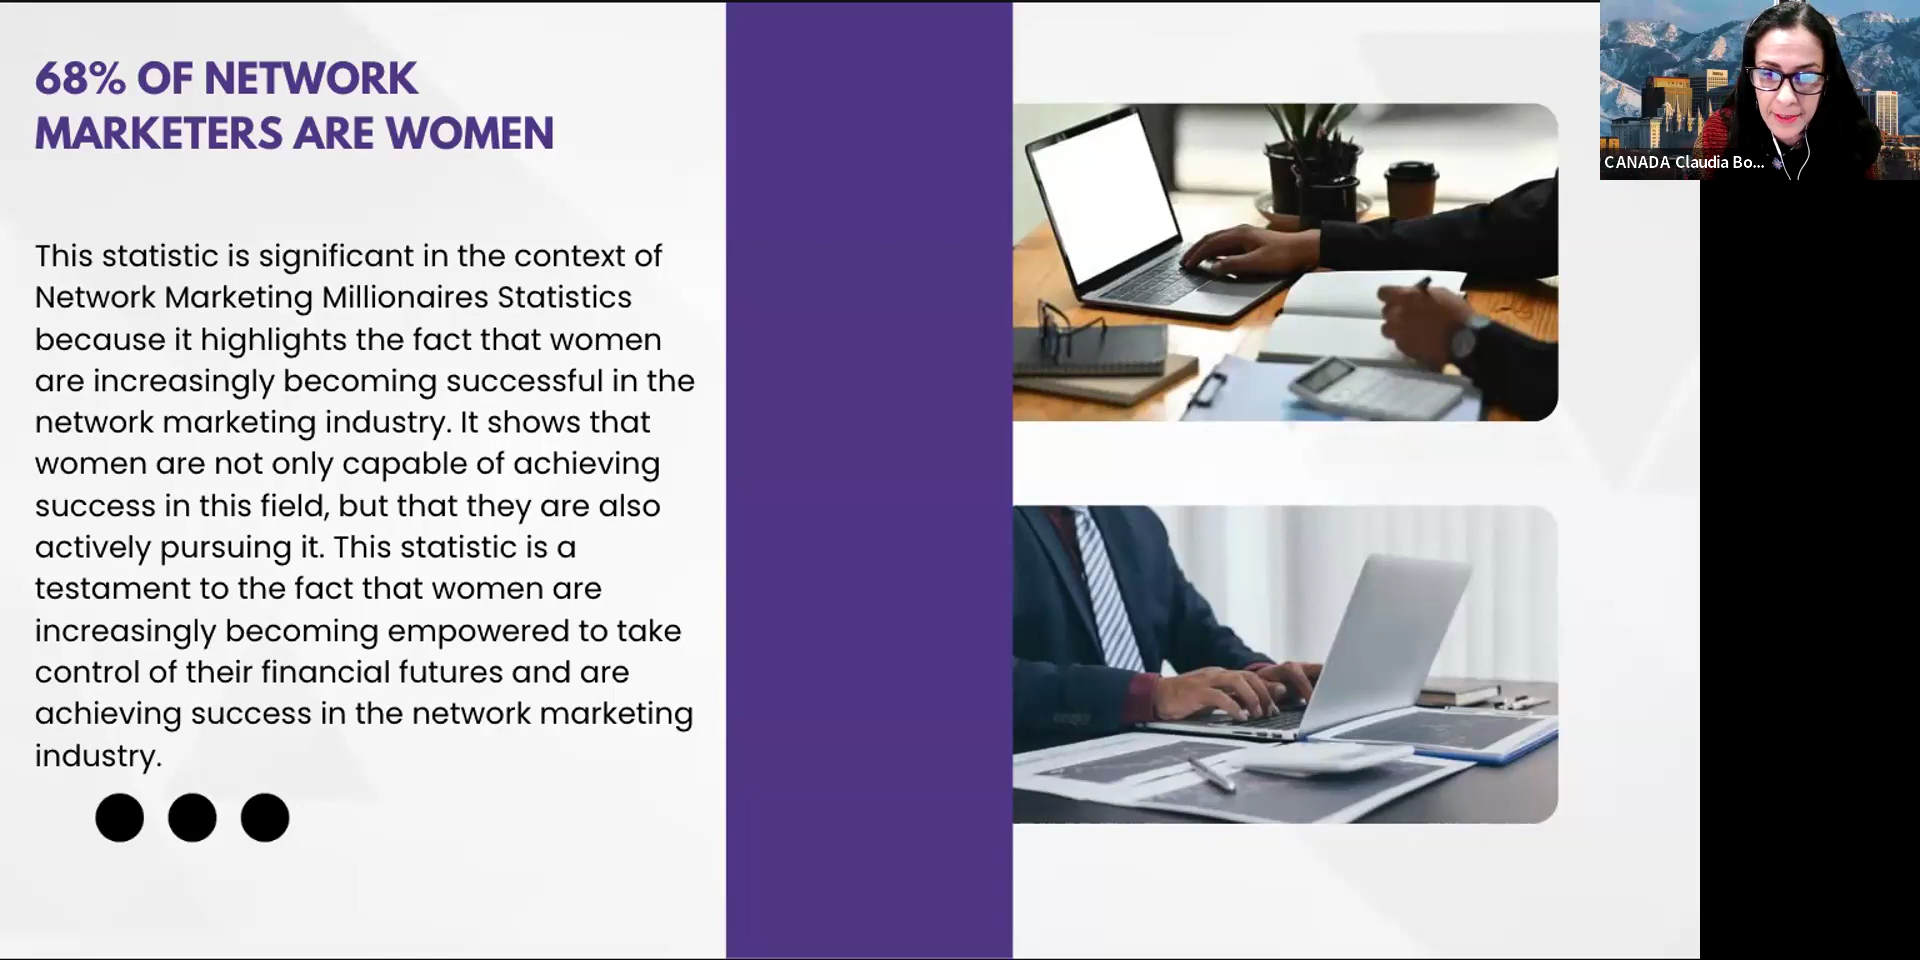 68% OF NETWORK
MARKETERS ARE WOMEN
This statistic is significant in the context of
Network Marketing Millionaires Statistics
because it highlights the fact that women
are increasingly becoming successful in the
network marketing industry. It shows that
women are not only capable of achieving
success in this field, but that they are also
actively pursuing it. This statistic is a
testament to the fact that women are
increasingly becoming empowered to take
control of their financial futures and are
achieving success in the network marketing
industry.
CANADA Claudia Bo...